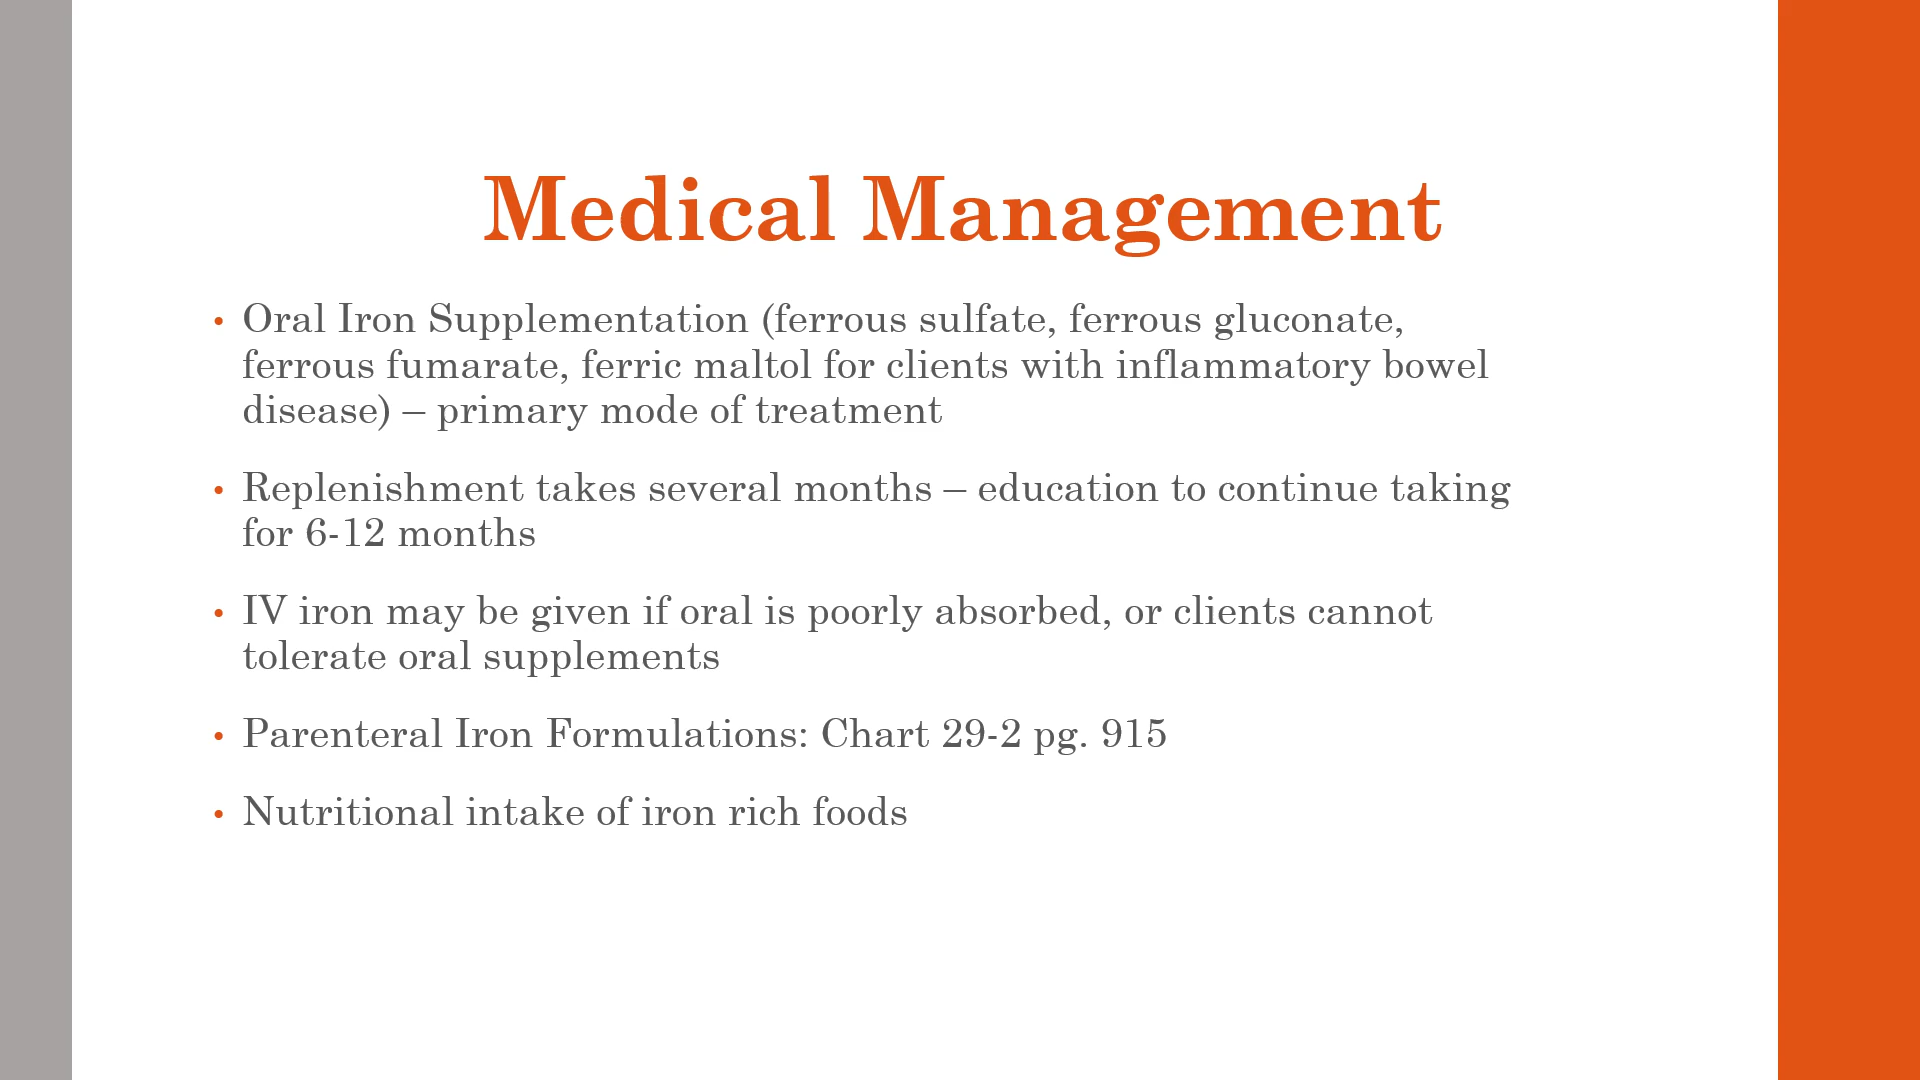 Medical Management
• Oral Iron Supplementation (ferrous sulfate, ferrous gluconate,
ferrous fumarate, ferric maltol for clients with inflammatory bowel
disease) – primary mode of treatment
• Replenishment takes several months – education to continue taking
for 6-12 months
• IV iron may be given if oral is poorly absorbed, or clients cannot
tolerate oral supplements
• Parenteral Iron Formulations: Chart 29-2 pg. 915
• Nutritional intake of iron rich foods